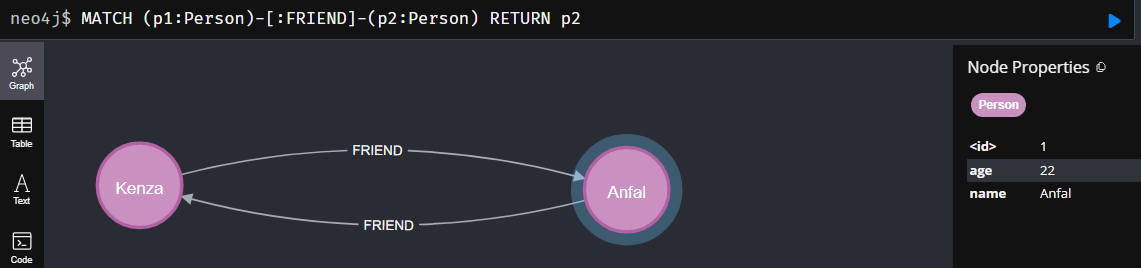 neo4j$ MATCH (p1:Person)-[:FRIEND]-(p2:Person) RETURN p2
Graph
Table
Text
Code
Kenza
FRIEND
FRIEND
Anfal
Node Properties
Person
<id> 1
age 22
name Anfal